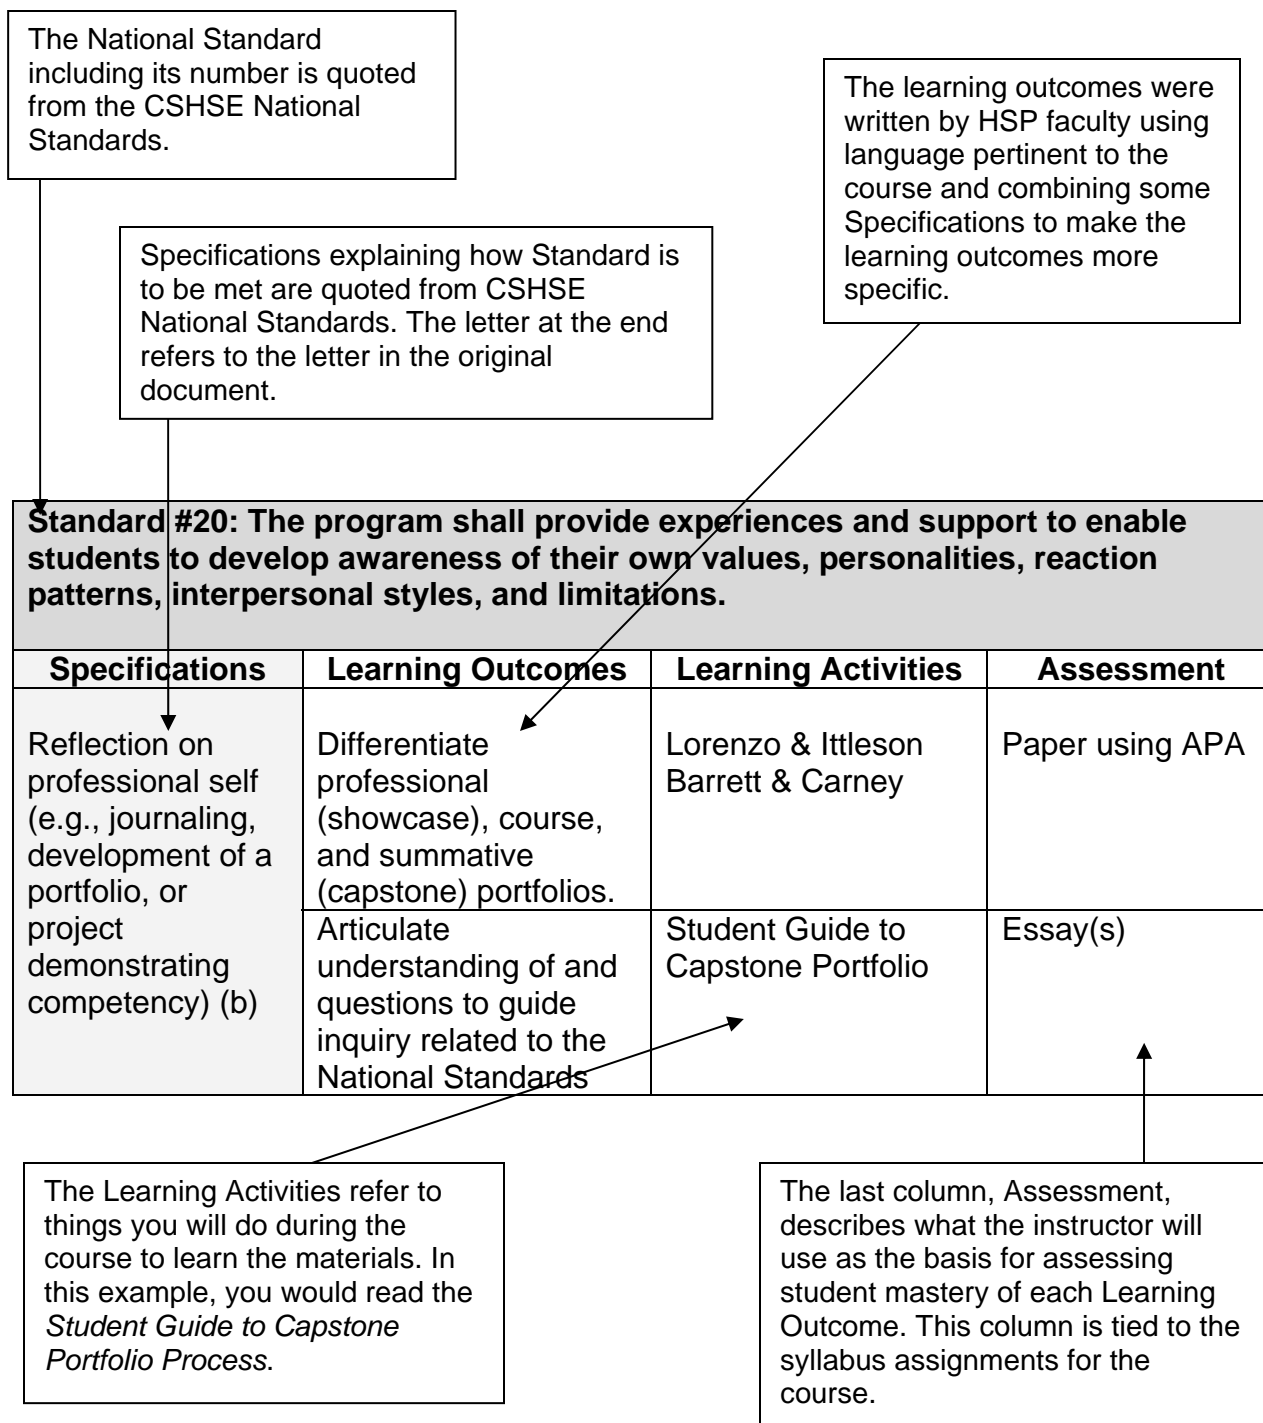 The National Standard
including its number is quoted
from the CSHSE National
Standards.
The learning outcomes were
written by HSP faculty using
language pertinent to the
course and combining some
Specifications to make the
learning outcomes more
specific.
Specifications explaining how Standard is
to be met are quoted from CSHSE
National Standards. The letter at the end
refers to the letter in the original
document.
Standard #20: The program shall provide experiences and support to enable
students to develop awareness of their own values, personalities, reaction
patterns, interpersonal styles, and limitations.
Specifications
Learning Outcomes
Learning Activities
Assessment
Reflection on
professional self
(e.g., journaling,
development of a
portfolio, or
project
demonstrating
competency) (b)
Differentiate
professional
(showcase), course,
and summative
(capstone) portfolios.
Lorenzo & Ittleson
Barrett & Carney
Paper using APA
Articulate
understanding of and
questions to guide
inquiry related to the
National Standards
Student Guide to
Capstone Portfolio
Essay(s)
The Learning Activities refer to
things you will do during the
course to learn the materials. In
this example, you would read the
Student Guide to Capstone
Portfolio Process.
The last column, Assessment,
describes what the instructor will
use as the basis for assessing
student mastery of each Learning
Outcome. This column is tied to the
syllabus assignments for the
course.